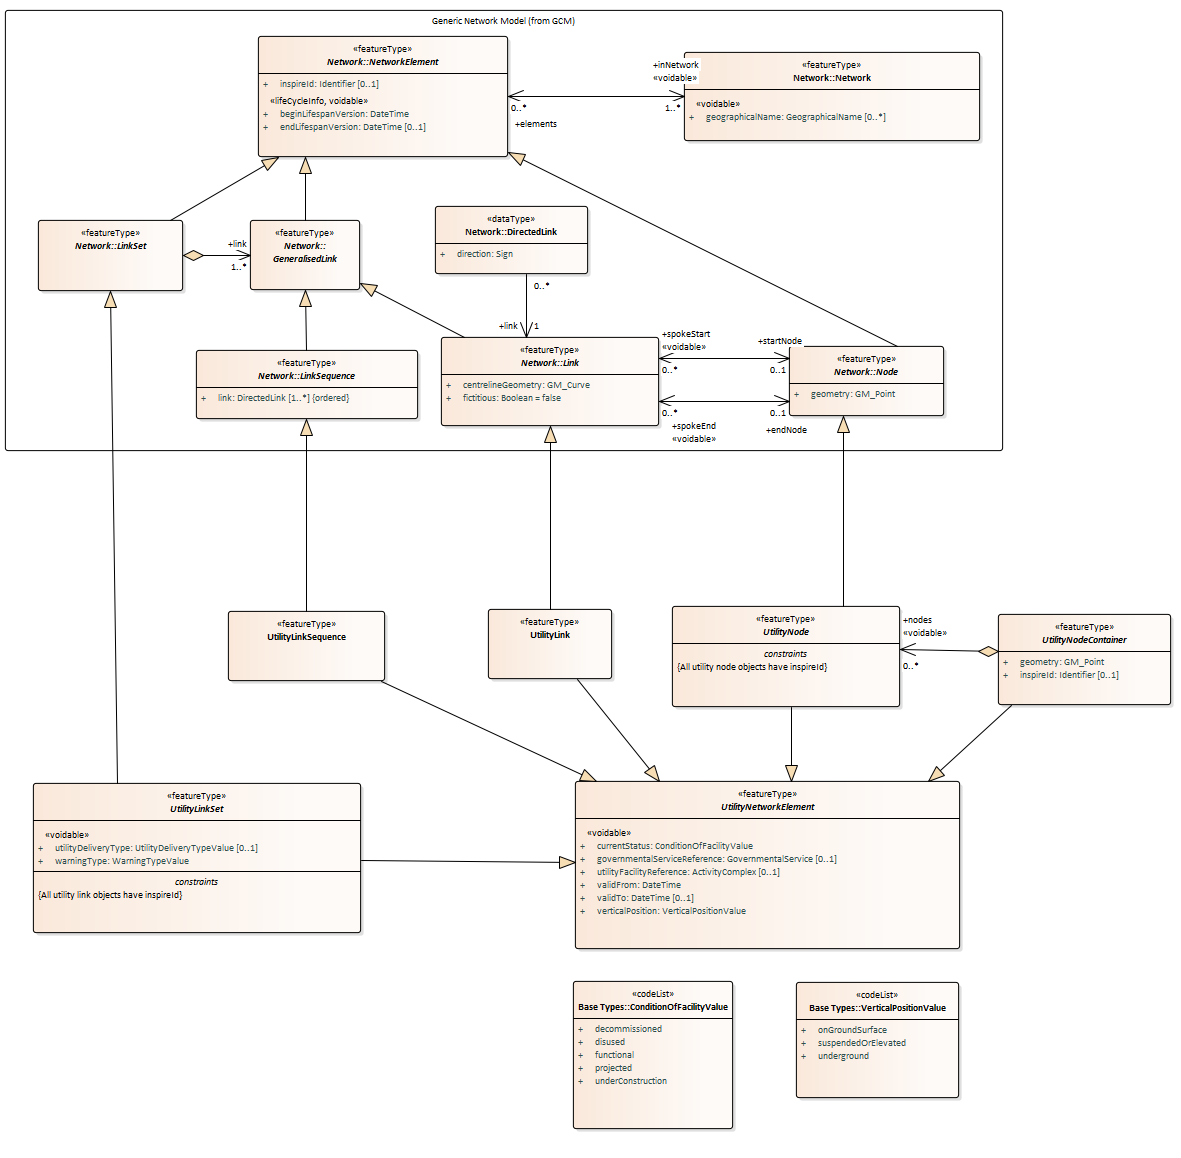 Generic Network Model (from GCM)
«featureType»
Network::NetworkElement
+ inspireId: Identifier [0..1]
«lifeCycleInfo, voidable»
+ beginLifespanVersion: DateTime
+ endLifespanVersion: DateTime [0..1]
+inNetwork
«voidable»
0..*
1..*
+elements
«featureType»
Network::Network
«voidable»
+ geographicalName: GeographicalName [0..*]
«featureType»
Network::LinkSet
+link
1..*
«featureType»
Network::
GeneralisedLink
«dataType»
Network::DirectedLink
+ direction: Sign
0..*
+link
1
«featureType»
Network::LinkSequence
+ link: DirectedLink [1..*] {ordered}
«featureType»
Network::Link
+ centrelineGeometry: GM_Curve
+ fictitious: Boolean = false
+spokeStart
«voidable»
0..*
+startNode
0..1
0..*
+spokeEnd
«voidable»
0..1
+endNode
«featureType»
Network::Node
+ geometry: GM_Point
«featureType»
UtilityLinkSequence
«featureType»
UtilityLink
«featureType»
UtilityNode
constraints
{All utility node objects have inspireId}
+nodes
«voidable»
0..*
«featureType»
UtilityNodeContainer
+ geometry: GM_Point
+ inspireId: Identifier [0..1]
«featureType»
UtilityLinkSet
«voidable»
+ utilityDeliveryType: UtilityDeliveryTypeValue [0..1]
+ warningType: WarningTypeValue
constraints
{All utility link objects have inspireId}
«featureType»
UtilityNetworkElement
«voidable»
+ currentStatus: ConditionOfFacilityValue
+ governmentalServiceReference: GovernmentalService [0..1]
+ utilityFacilityReference: ActivityComplex [0..1]
+ validFrom: DateTime
+ validTo: DateTime [0..1]
+ verticalPosition: VerticalPositionValue
«codeList»
Base Types::ConditionOfFacilityValue
+ decommissioned
+ disused
+ functional
+ projected
+ underConstruction
«codeList»
Base Types::VerticalPositionValue
+ onGroundSurface
+ suspendedOrElevated
+ underground